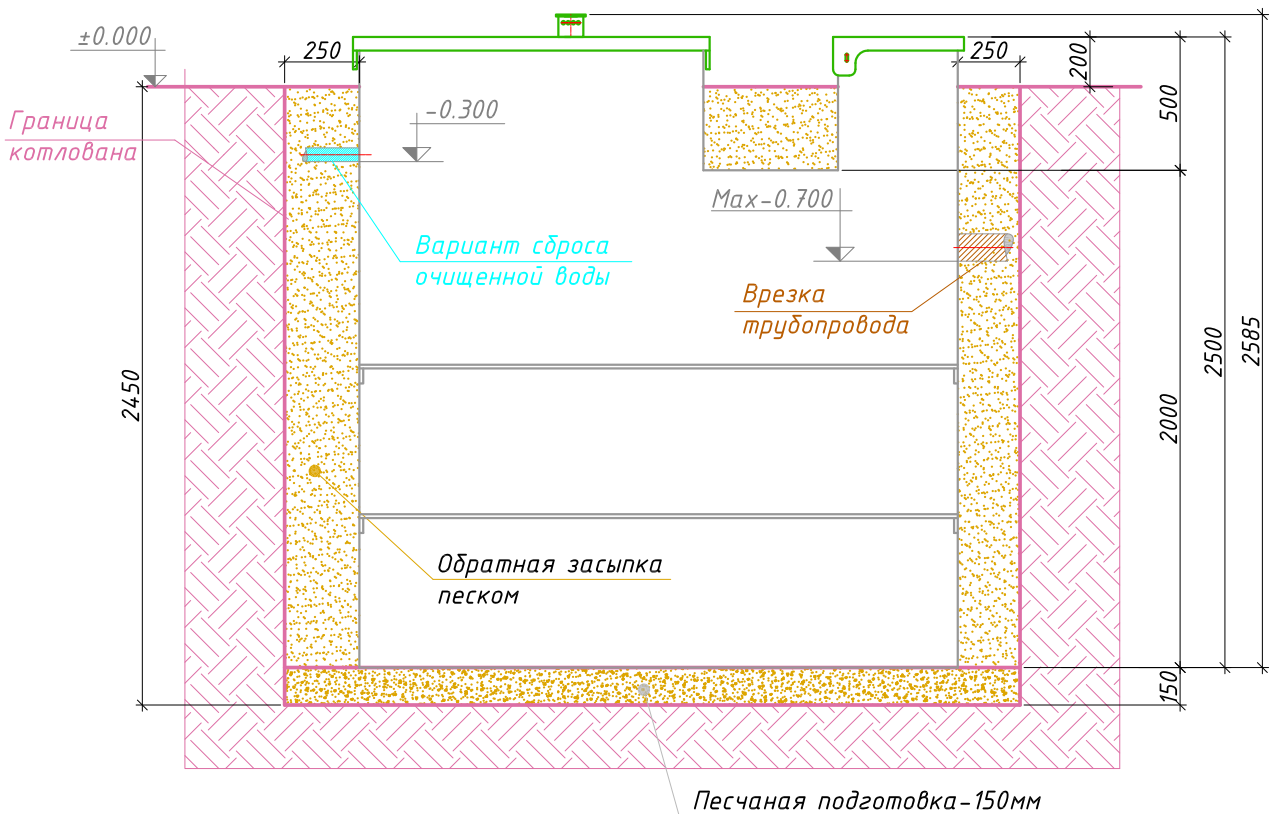 ±0.000
250
250
200
Граница
котлована
-0.300
500
Max-0.700
Вариант сброса
очищенной воды
Врезка
трубопровода
2450
2000
2500
2585
Обратная засыпка
песком
150
Песчаная подготовка-150мм